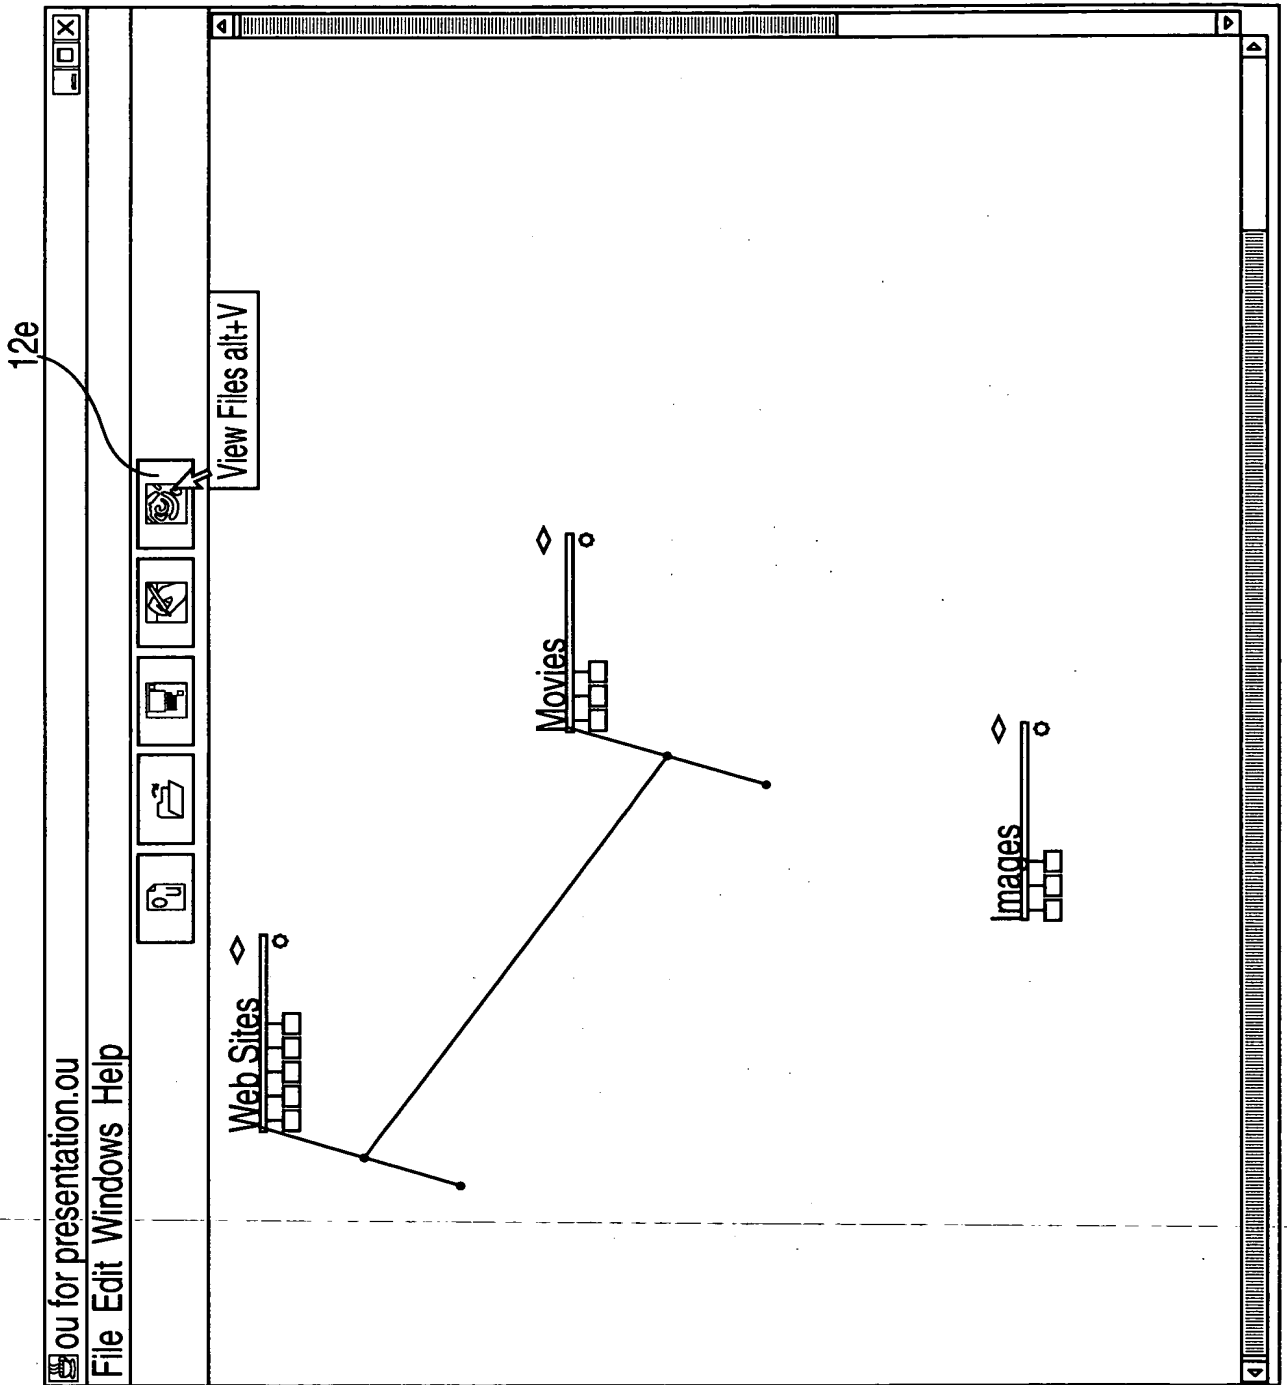 12e
ou for presentation.ou
File Edit Windows Help
View Files alt+V
Web Sites
Movies
Images